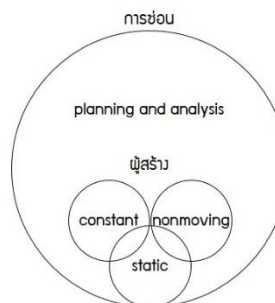 การซ่อน
planning and analysis
ผู้สร้าง
constant nonmoving
static